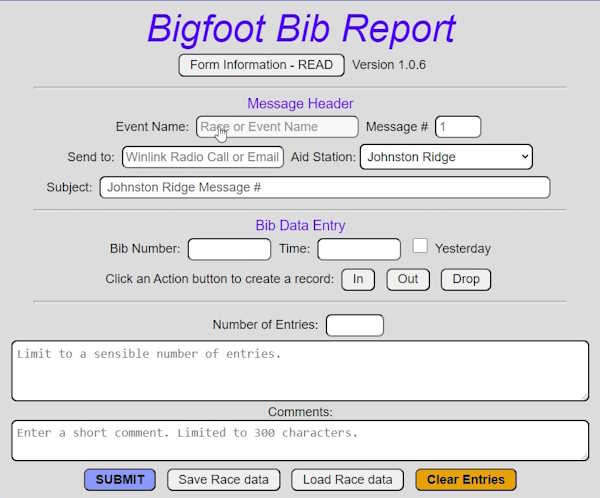 Bigfoot Bib Report
Form Information - READ Version 1.0.6
Message Header
Event Name: Race or Event Name Message # 1
Send to: Winlink Radio Call or Email Aid Station: Johnston Ridge
Subject: Johnston Ridge Message #
Bib Data Entry
Bib Number: Time: Yesterday
Click an Action button to create a record: In Out Drop
Number of Entries:
Limit to a sensible number of entries.
Comments:
Enter a short comment. Limited to 300 characters.
SUBMIT Save Race data Load Race data Clear Entries